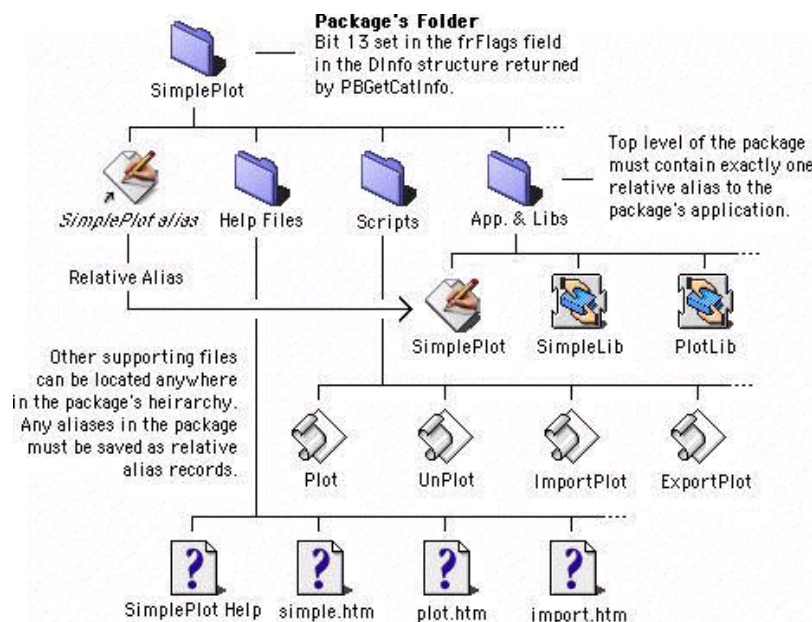 Package's Folder
Bit 13 set in the frFlags field
in the DInfo structure returned
by PBGetCatInfo.
SimplePlot
Top level of the package
must contain exactly one
relative alias to the
package's application.
SimplePlot alias
Help Files
Scripts
App. & Libs
Relative Alias
SimplePlot
SimpleLib
PlotLib
Other supporting files
can be located anywhere
in the package's heirarchy.
Any aliases in the package
must be saved as relative
alias records.
Plot
UnPlot
ImportPlot
ExportPlot
SimplePlot Help
simple.htm
plot.htm
import.htm